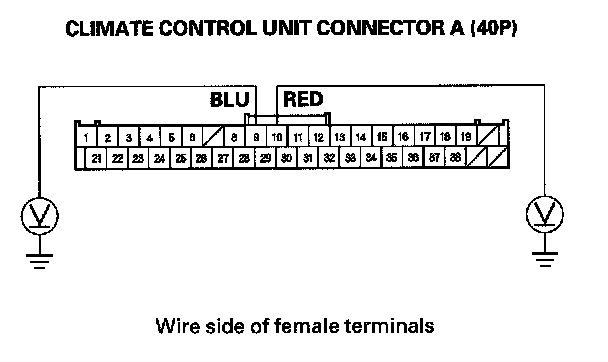 CLIMATE CONTROL UNIT CONNECTOR A (40P)
BLU RED
1 2 3 4 5 6 8 9 10 11 12 13 14 15 16 17 18 19
21 22 23 24 25 26 27 28 29 30 31 32 33 34 35 36 37 38
V V
Wire side of female terminals